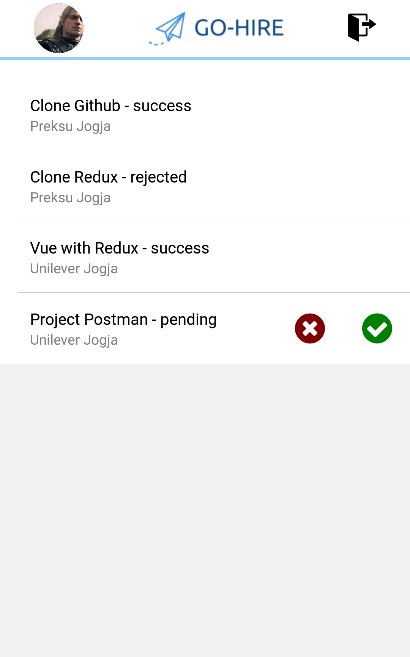 GO-HIRE
Clone Github - success
Preksu Jogja
Clone Redux - rejected
Preksu Jogja
Vue with Redux - success
Unilever Jogja
Project Postman - pending
Unilever Jogja